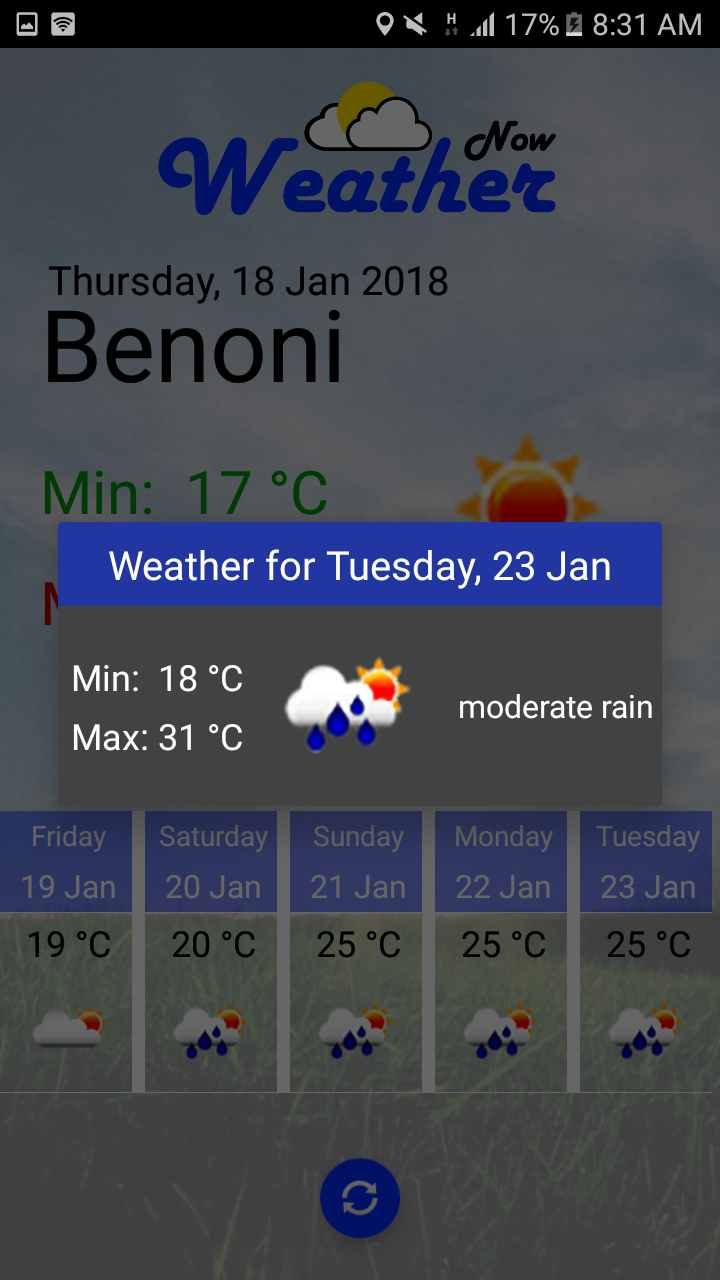 H 17% 8:31 AM
Now
Weather
Thursday, 18 Jan 2018
Benoni
Min: 17 °C
Weather for Tuesday, 23 Jan
Min: 18 °C
moderate rain
Max: 31 °C
Friday Saturday Sunday Monday Tuesday
19 Jan 20 Jan 21 Jan 22 Jan 23 Jan
19 °C 20 °C 25 °C 25 °C 25 °C